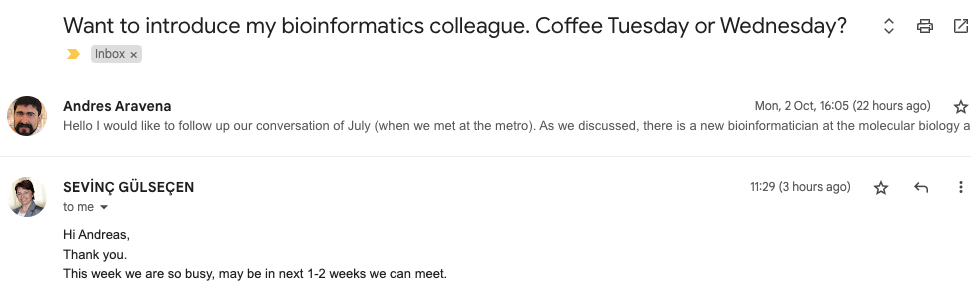 Want to introduce my bioinformatics colleague. Coffee Tuesday or Wednesday?
Inbox ×
Andres Aravena
Mon, 2 Oct, 16:05 (22 hours ago)
Hello I would like to follow up our conversation of July (when we met at the metro). As we discussed, there is a new bioinformatician at the molecular biology a
SEVİNÇ GÜLSEÇEN
11:29 (3 hours ago)
to me
Hi Andreas,
Thank you.
This week we are so busy, may be in next 1-2 weeks we can meet.